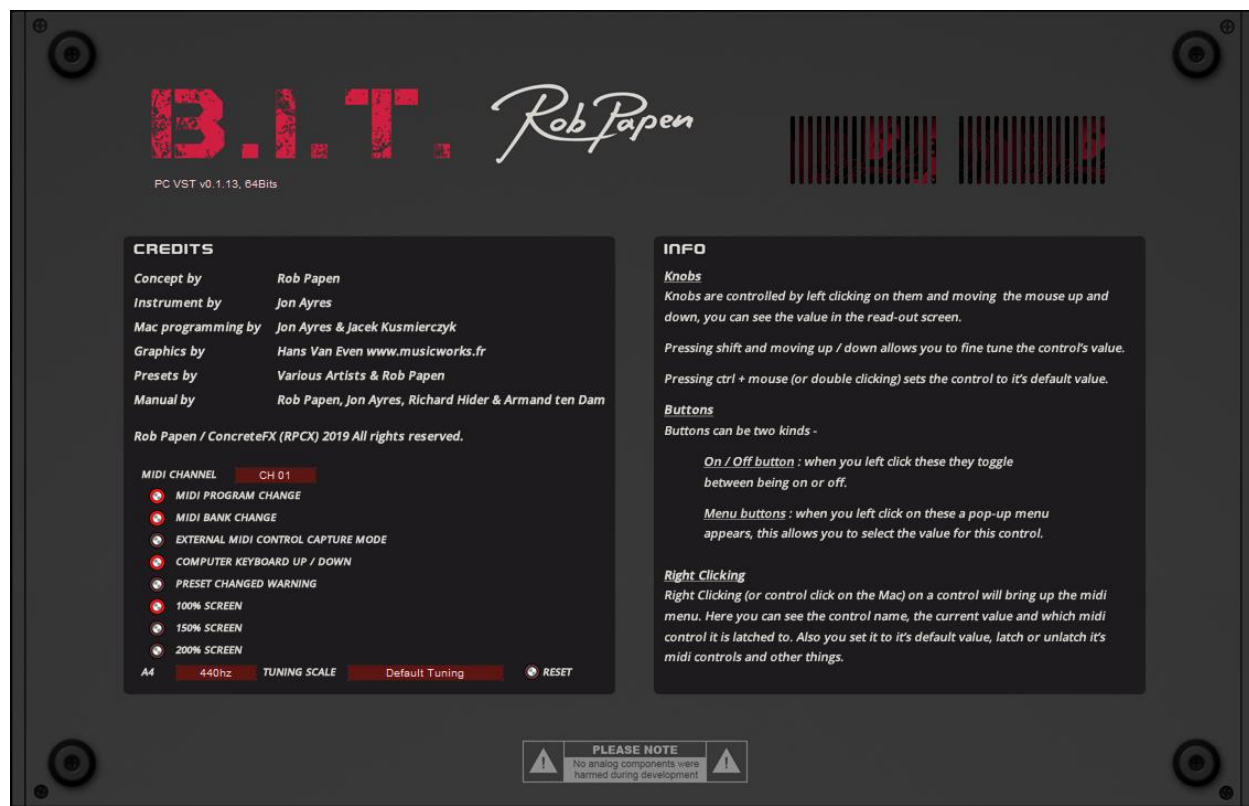 B.I.T. Rob Papen
PC VST v0.1.13, 64Bits
CREDITS
Concept by Rob Papen
Instrument by Jon Ayres
Mac programming by Jon Ayres & Jacek Kusmierczyk
Graphics by Hans Van Even www.musicworks.fr
Presets by Various Artists & Rob Papen
Manual by Rob Papen, Jon Ayres, Richard Hider & Armand ten Dam
Rob Papen / ConcreteFX (RPCX) 2019 All rights reserved.
MIDI CHANNEL CH 01
MIDI PROGRAM CHANGE
MIDI BANK CHANGE
EXTERNAL MIDI CONTROL CAPTURE MODE
COMPUTER KEYBOARD UP / DOWN
PRESET CHANGED WARNING
100% SCREEN
150% SCREEN
200% SCREEN
A4 440hz TUNING SCALE Default Tuning RESET
INFO
Knobs
Knobs are controlled by left clicking on them and moving the mouse up and
down, you can see the value in the read-out screen.
Pressing shift and moving up / down allows you to fine tune the control's value.
Pressing ctrl + mouse (or double clicking) sets the control to it's default value.
Buttons
Buttons can be two kinds -
On / Off button : when you left click these they toggle
between being on or off.
Menu buttons : when you left click on these a pop-up menu
appears, this allows you to select the value for this control.
Right Clicking
Right Clicking (or control click on the Mac) on a control will bring up the midi
menu. Here you can see the control name, the current value and which midi
control it is latched to. Also you set it to it's default value, latch or unlatch it's
midi controls and other things.
PLEASE NOTE
No analog components were
harmed during development